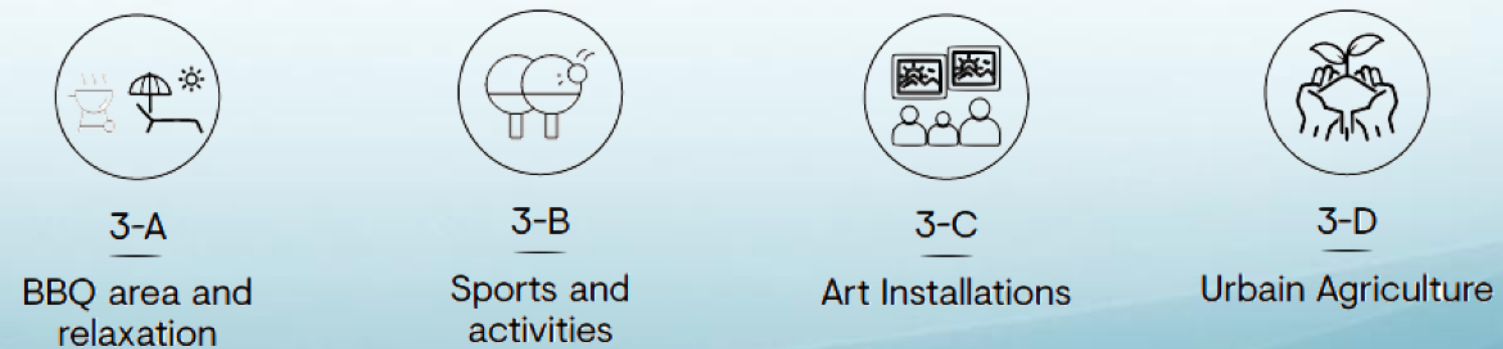 3-A
BBQ area and
relaxation
3-B
Sports and
activities
3-C
Art Installations
3-D
Urbain Agriculture